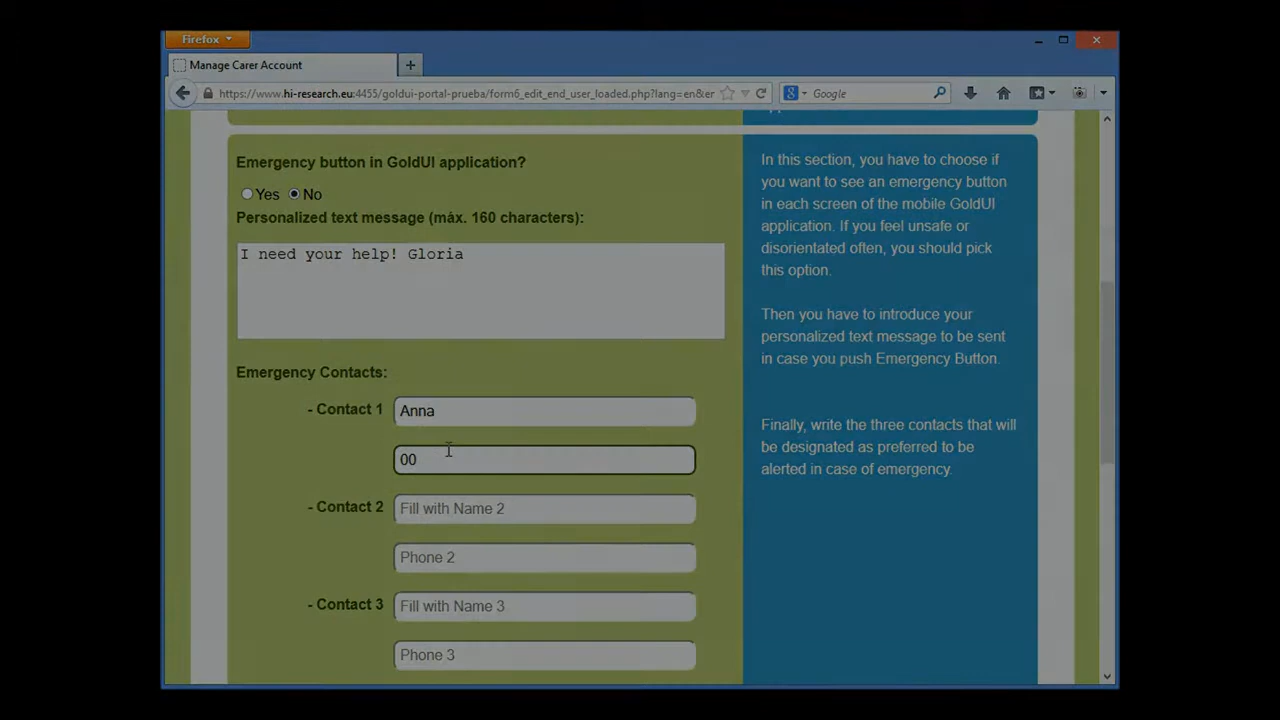 Firefox
Manage Carer Account
https://www.hi-research.eu:4455/goldui-portal-prueba/form6_edit_end_user_loaded.php?lang=en&er
Google
Emergency button in GoldUI application?
Yes No
Personalized text message (máx. 160 characters):
I need your help! Gloria
Emergency Contacts:
- Contact 1 Anna
00
- Contact 2 Fill with Name 2
Phone 2
- Contact 3 Fill with Name 3
Phone 3
In this section, you have to choose if
you want to see an emergency button
in each screen of the mobile GoldUI
application. If you feel unsafe or
disorientated often, you should pick
this option.
Then you have to introduce your
personalized text message to be sent
in case you push Emergency Button.
Finally, write the three contacts that will
be designated as preferred to be
alerted in case of emergency.